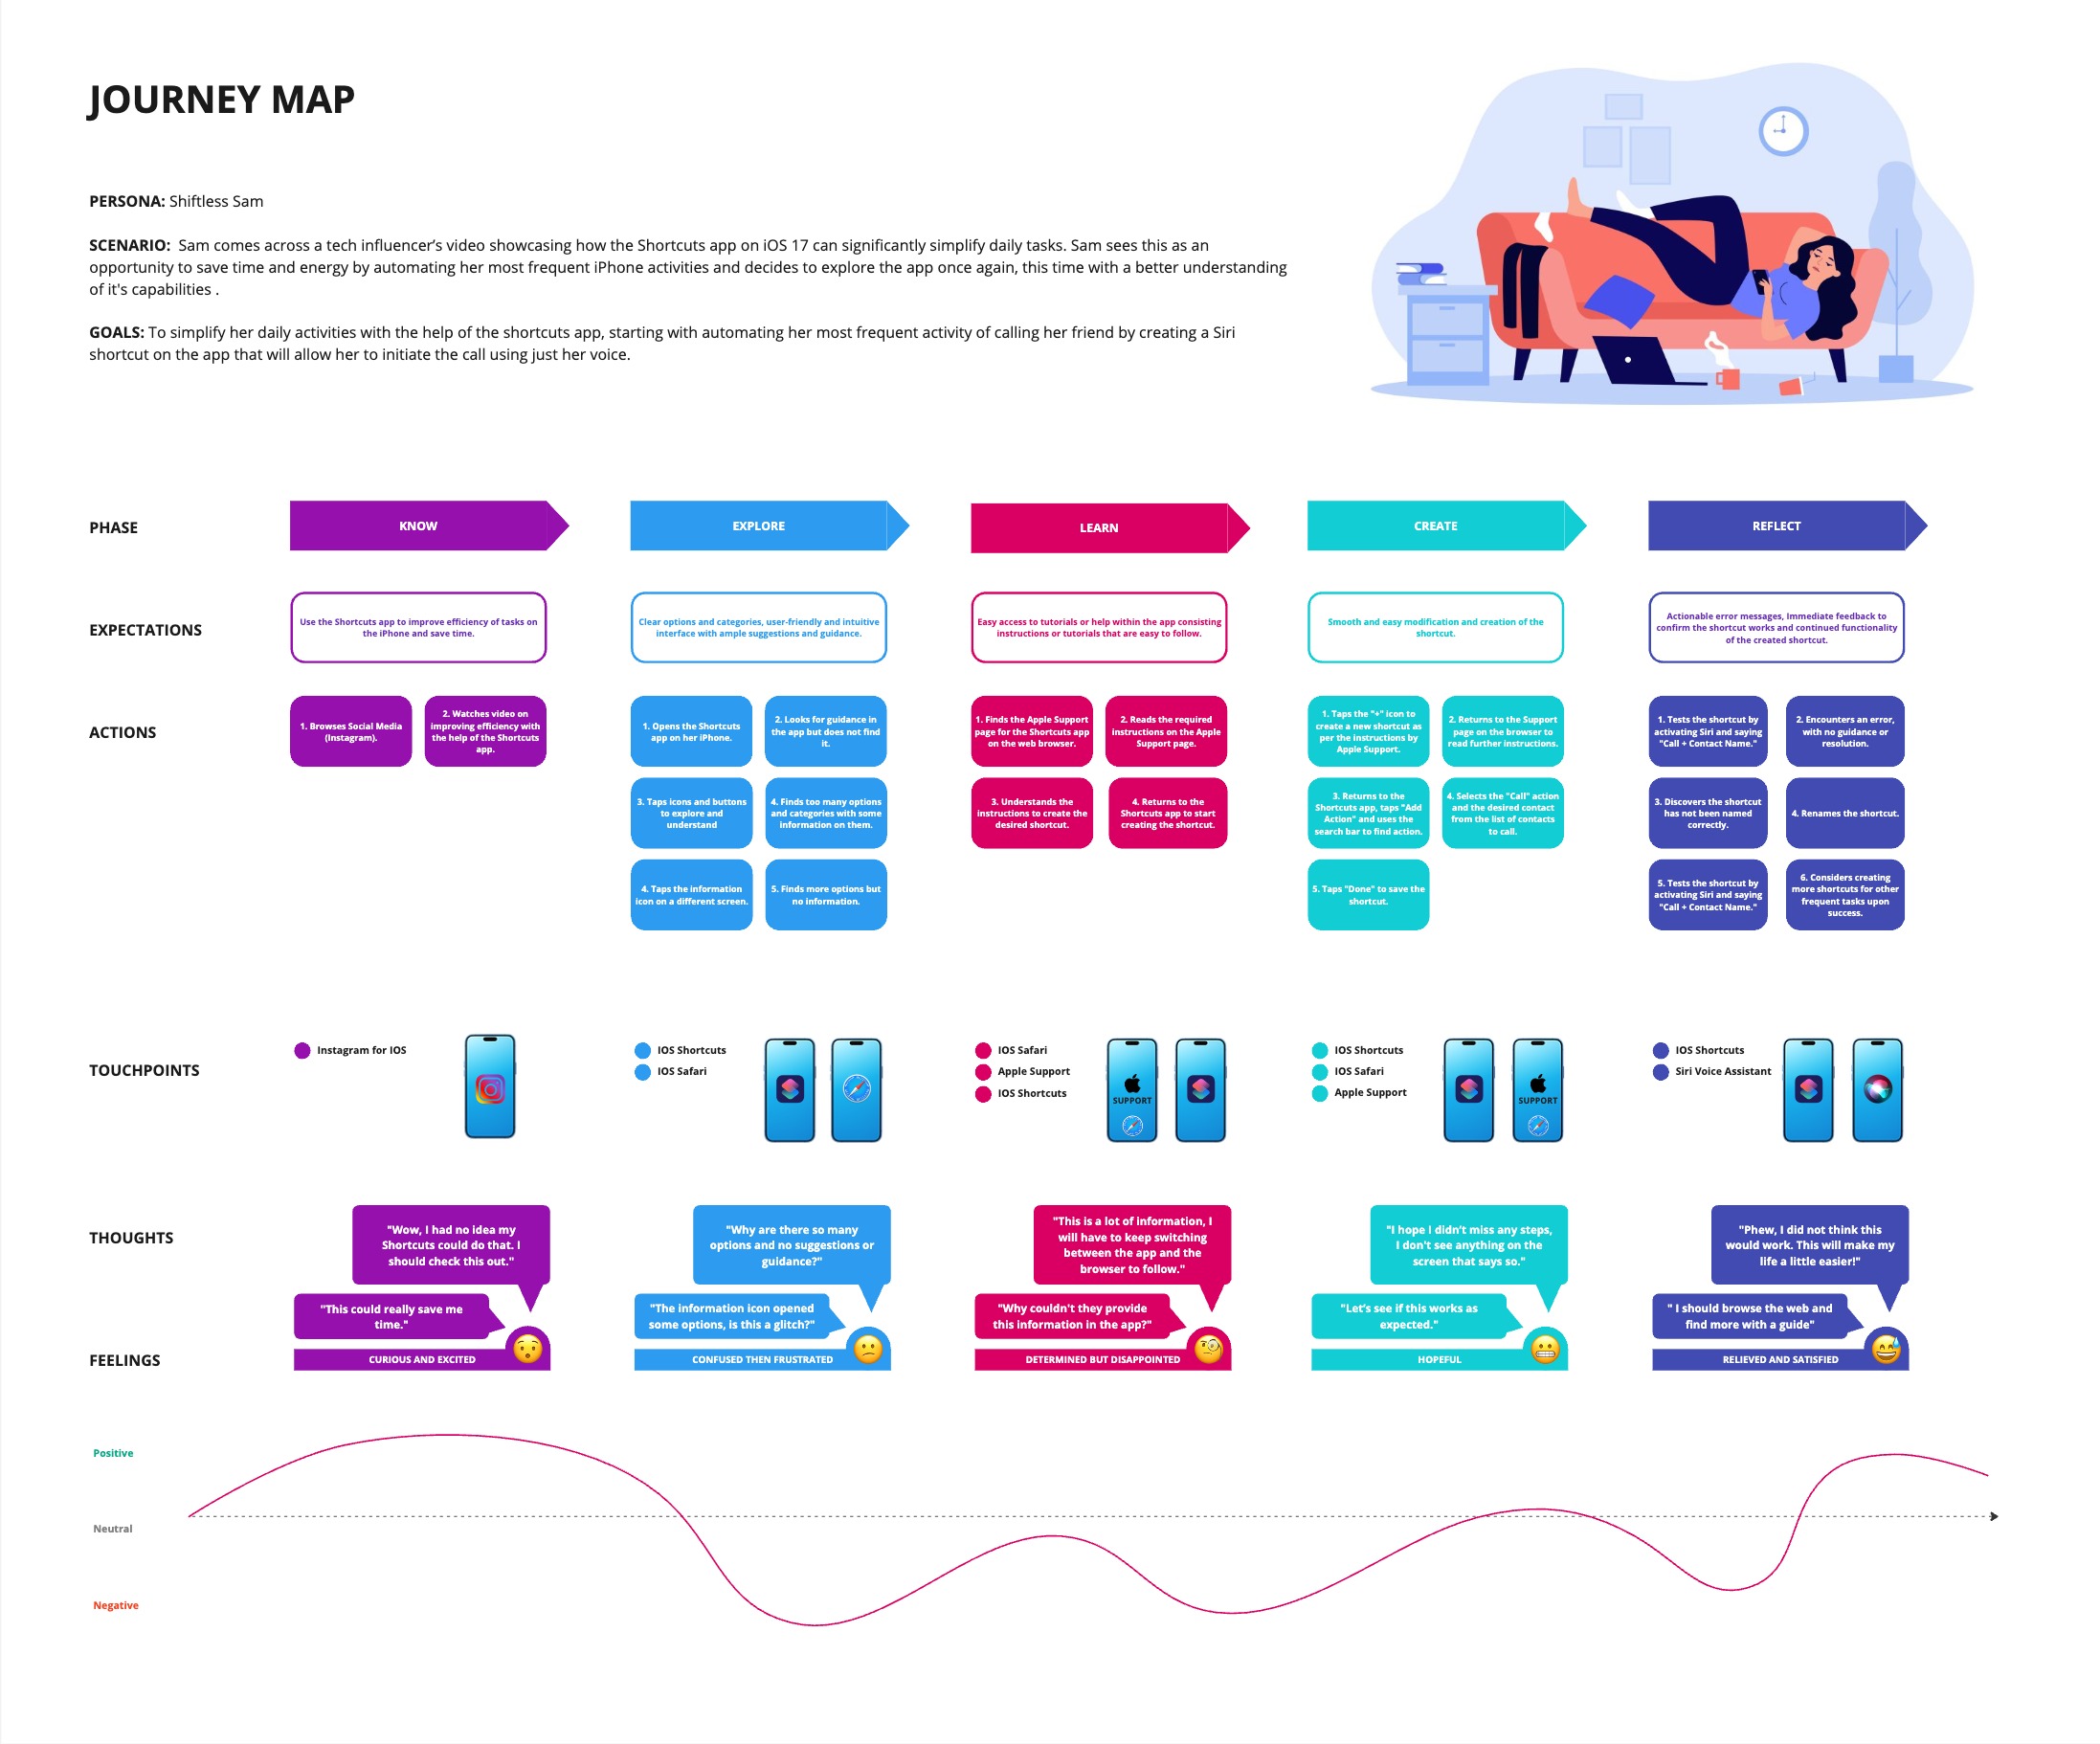 JOURNEY MAP
PERSONA: Shiftless Sam
SCENARIO: Sam comes across a tech influencer's video showcasing how the Shortcuts app on iOS 17 can significantly simplify daily tasks. Sam sees this as an
opportunity to save time and energy by automating her most frequent iPhone activities and decides to explore the app once again, this time with a better understanding
of it's capabilities .
GOALS: To simplify her daily activities with the help of the shortcuts app, starting with automating her most frequent activity of calling her friend by creating a Siri
shortcut on the app that will allow her to initiate the call using just her voice.
PHASE
KNOW
EXPLORE
LEARN
CREATE
REFLECT
EXPECTATIONS
Use the Shortcuts app to improve efficiency of tasks on
the iPhone and save time.
Clear options and categories, user-friendly and intuitive
interface with ample suggestions and guidance.
Easy access to tutorials or help within the app consisting
instructions or tutorials that are easy to follow.
Smooth and easy modification and creation of the
shortcut.
Actionable error messages, Immediate feedback to
confirm the shortcut works and continued functionality
of the created shortcut.
ACTIONS
1. Browses Social Media
(Instagram).
2. Watches video on
improving efficiency with
the help of the Shortcuts
app.
1. Opens the Shortcuts
app on her iPhone.
2. Looks for guidance in
the app but does not find
it.
3. Taps icons and buttons
to explore and
understand
4. Finds too many options
and categories with some
information on them.
4. Taps the information
icon on a different screen.
5. Finds more options but
no information.
1. Finds the Apple Support
page for the Shortcuts app
on the web browser.
2. Reads the required
instructions on the Apple
Support page.
3. Understands the
instructions to create the
desired shortcut.
4. Returns to the
Shortcuts app to start
creating the shortcut.
1. Taps the "+" icon to
create a new shortcut as
per the instructions by
Apple Support.
2. Returns to the Support
page on the browser to
read further instructions.
3. Returns to the
Shortcuts app, taps "Add
Action" and uses the
search bar to find action.
4. Selects the "Call" action
and the desired contact
from the list of contacts
to call.
5. Taps "Done" to save the
shortcut.
1. Tests the shortcut by
activating Siri and saying
"Call + Contact Name."
2. Encounters an error,
with no guidance or
resolution.
3. Discovers the shortcut
has not been named
correctly.
4. Renames the shortcut.
5. Tests the shortcut by
activating Siri and saying
"Call + Contact Name."
6. Considers creating
more shortcuts for other
frequent tasks upon
success.
TOUCHPOINTS
Instagram for IOS
IOS Shortcuts
IOS Safari
IOS Safari
Apple Support
IOS Shortcuts
SUPPORT
IOS Shortcuts
IOS Safari
Apple Support
SUPPORT
IOS Shortcuts
Siri Voice Assistant
THOUGHTS
"Wow, I had no idea my
Shortcuts could do that. I
should check this out."
"This could really save me
time."
"Why are there so many
options and no suggestions or
guidance?"
"The information icon opened
some options, is this a glitch?"
"This is a lot of information, I
will have to keep switching
between the app and the
browser to follow."
"Why couldn't they provide
this information in the app?"
"I hope I didn't miss any steps,
I don't see anything on the
screen that says so."
"Let's see if this works as
expected."
"Phew, I did not think this
would work. This will make my
life a little easier!"
" I should browse the web and
find more with a guide"
FEELINGS
CURIOUS AND EXCITED
CONFUSED THEN FRUSTRATED
DETERMINED BUT DISAPPOINTED
HOPEFUL
RELIEVED AND SATISFIED
Positive
Neutral
Negative